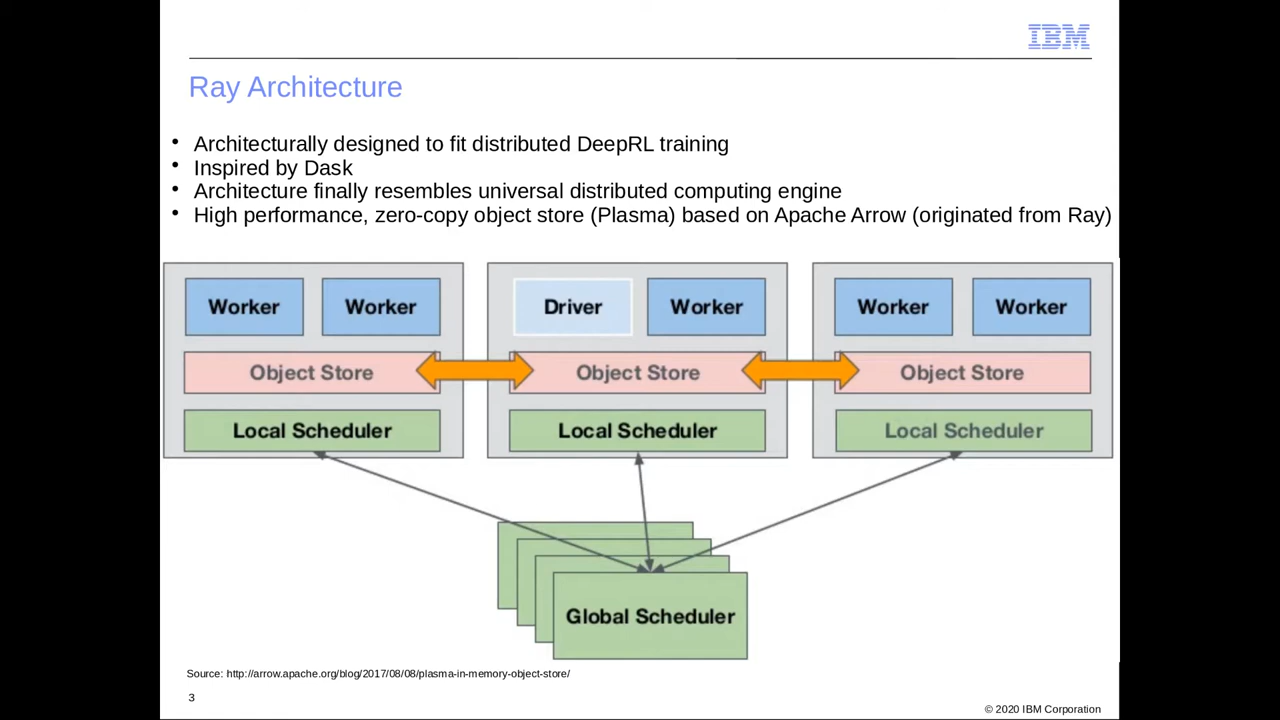 IBM
Ray Architecture
• Architecturally designed to fit distributed DeepRL training
• Inspired by Dask
• Architecture finally resembles universal distributed computing engine
• High performance, zero-copy object store (Plasma) based on Apache Arrow (originated from Ray)
Worker Worker Driver Worker Worker Worker
Object Store Object Store Object Store
Local Scheduler Local Scheduler Local Scheduler
Global Scheduler
Source: http://arrow.apache.org/blog/2017/08/08/plasma-in-memory-object-store/
3
© 2020 IBM Corporation